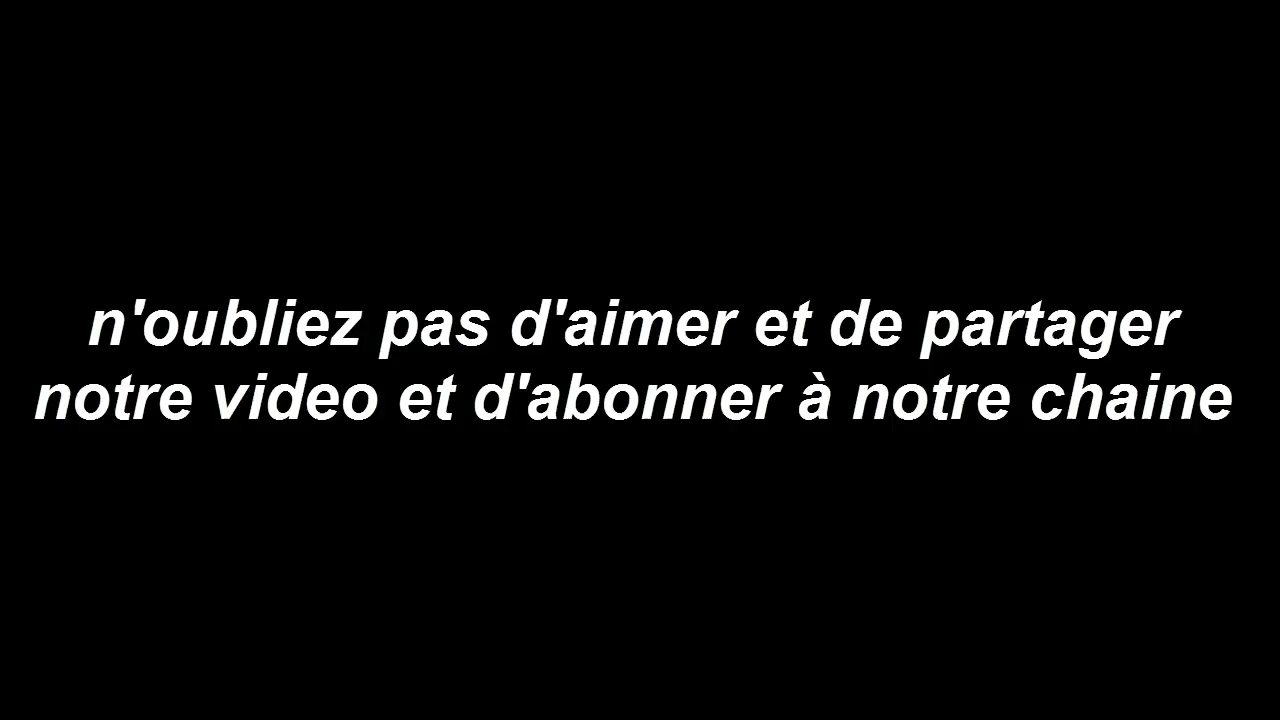 n'oubliez pas d'aimer et de partager
notre video et d'abonner à notre chaine